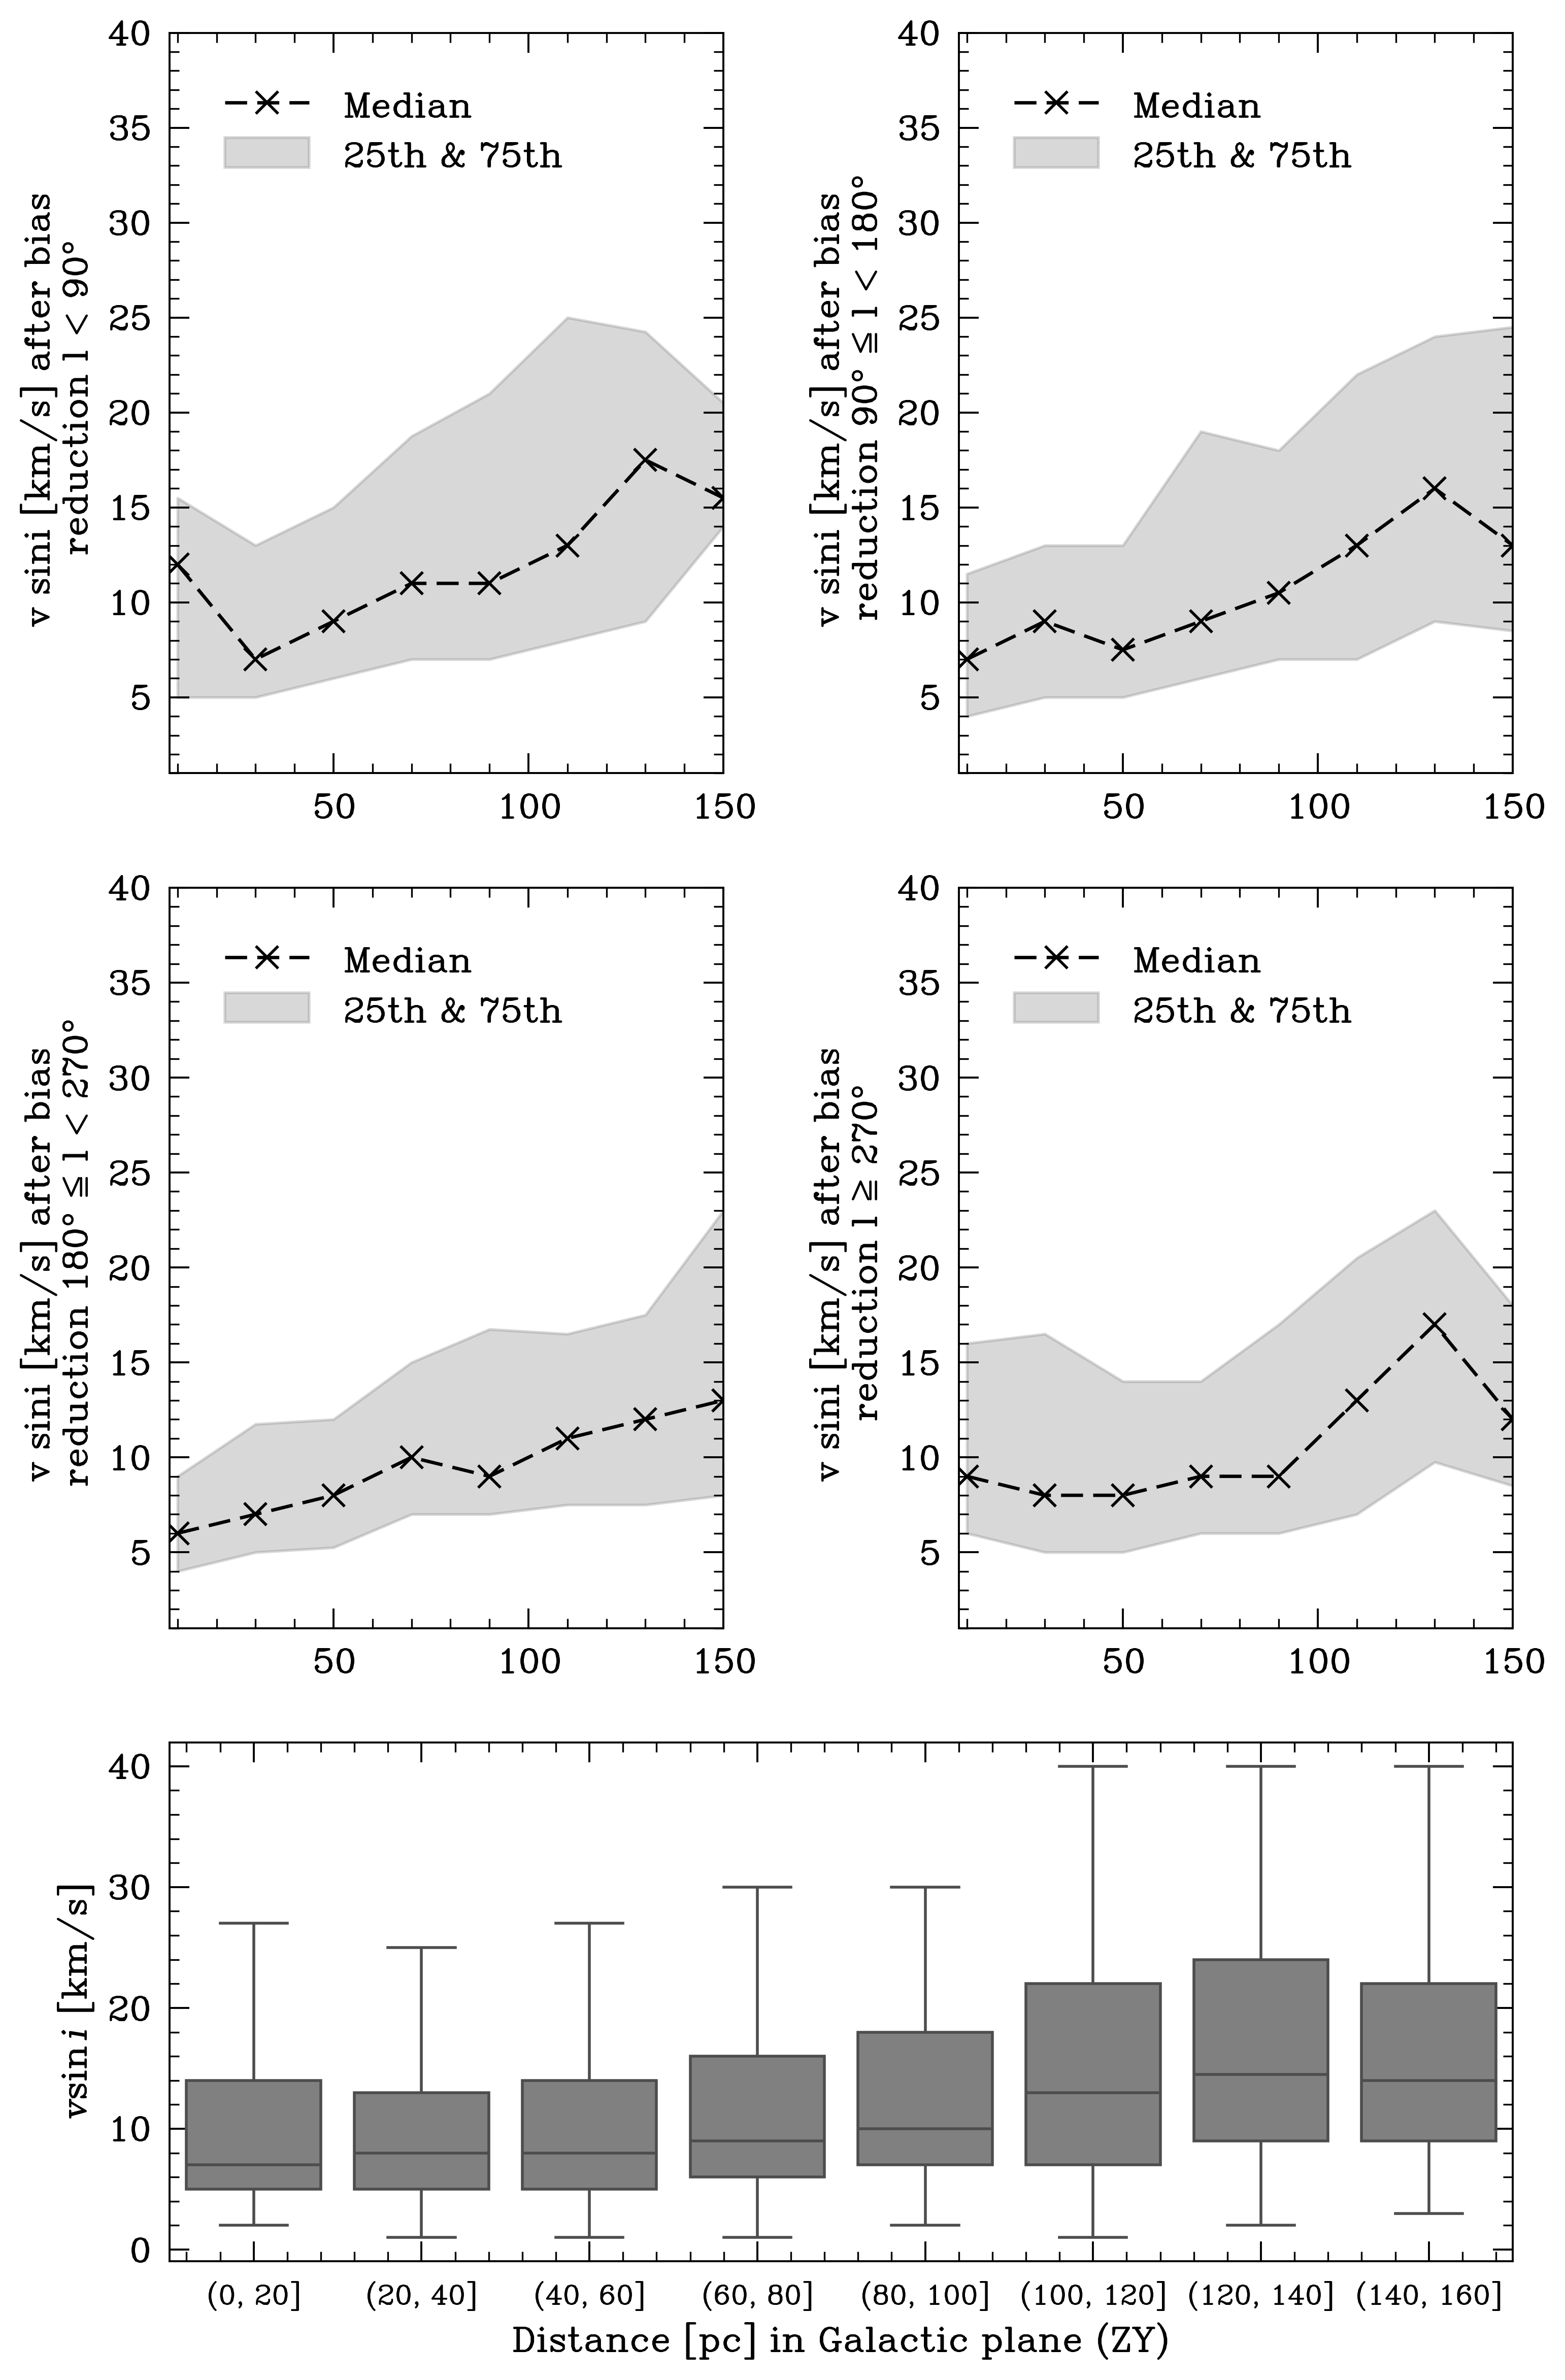 v sini [km/s] after bias
reduction l < 90°
40
35
30
25
20
15
10
5
Median
25th & 75th
50
100
150
v sini [km/s] after bias
reduction 90° ≤ l < 180°
40
35
30
25
20
15
10
5
Median
25th & 75th
50
100
150
v sini [km/s] after bias
reduction 180° ≤ l < 270°
40
35
30
25
20
15
10
5
Median
25th & 75th
50
100
150
v sini [km/s] after bias
reduction l ≥ 270°
40
35
30
25
20
15
10
5
Median
25th & 75th
50
100
150
vsini [km/s]
40
30
20
10
0
(0, 20] (20, 40] (40, 60] (60, 80] (80, 100] (100, 120] (120, 140] (140, 160]
Distance [pc] in Galactic plane (ZY)